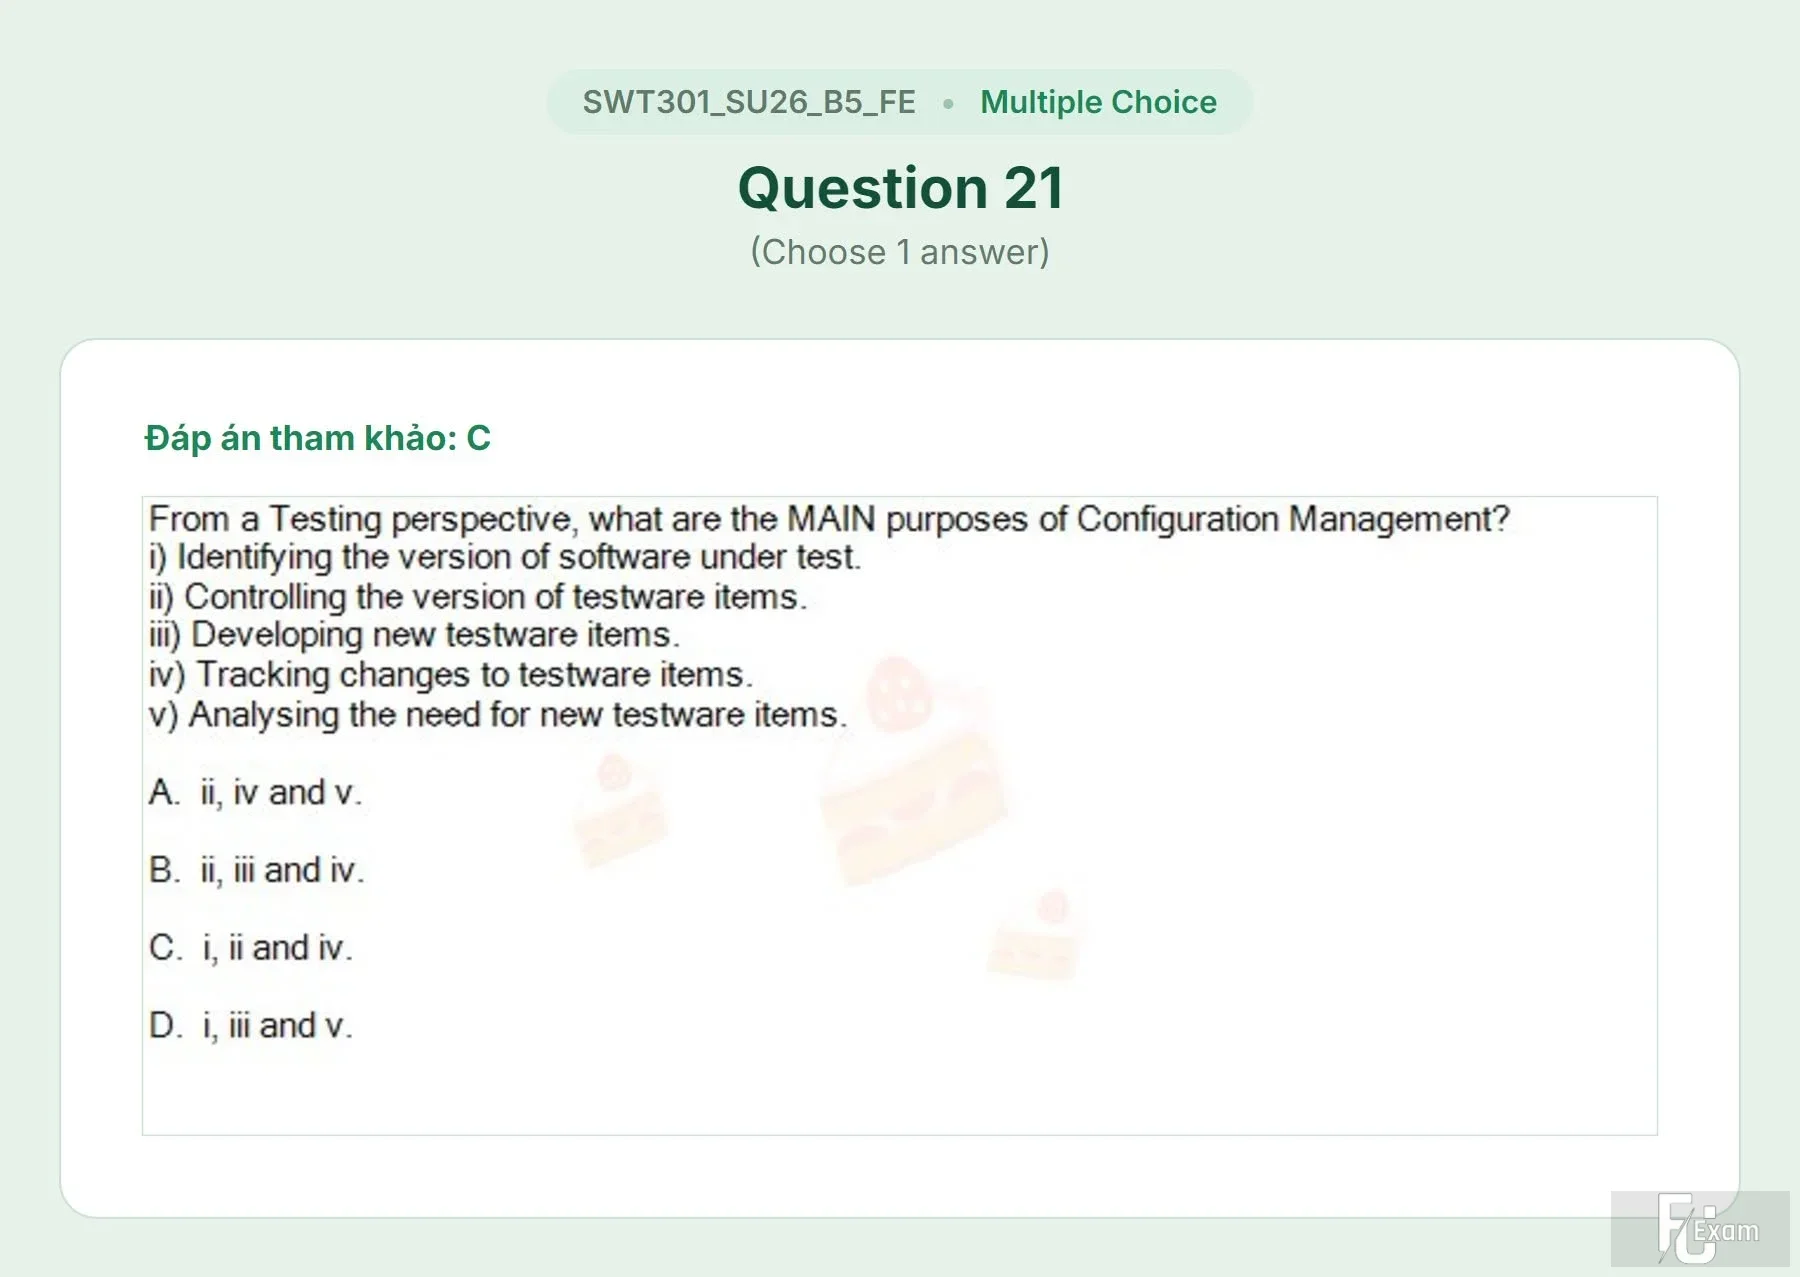 SWT301_SU26_B5_FE • Multiple Choice
Question 21
(Choose 1 answer)
Đáp án tham khảo: C
From a Testing perspective, what are the MAIN purposes of Configuration Management?
i) Identifying the version of software under test.
ii) Controlling the version of testware items.
iii) Developing new testware items.
iv) Tracking changes to testware items.
v) Analysing the need for new testware items.
A. ii, iv and v.
B. ii, iii and iv.
C. i, ii and iv.
D. i, iii and v.
FU Exam